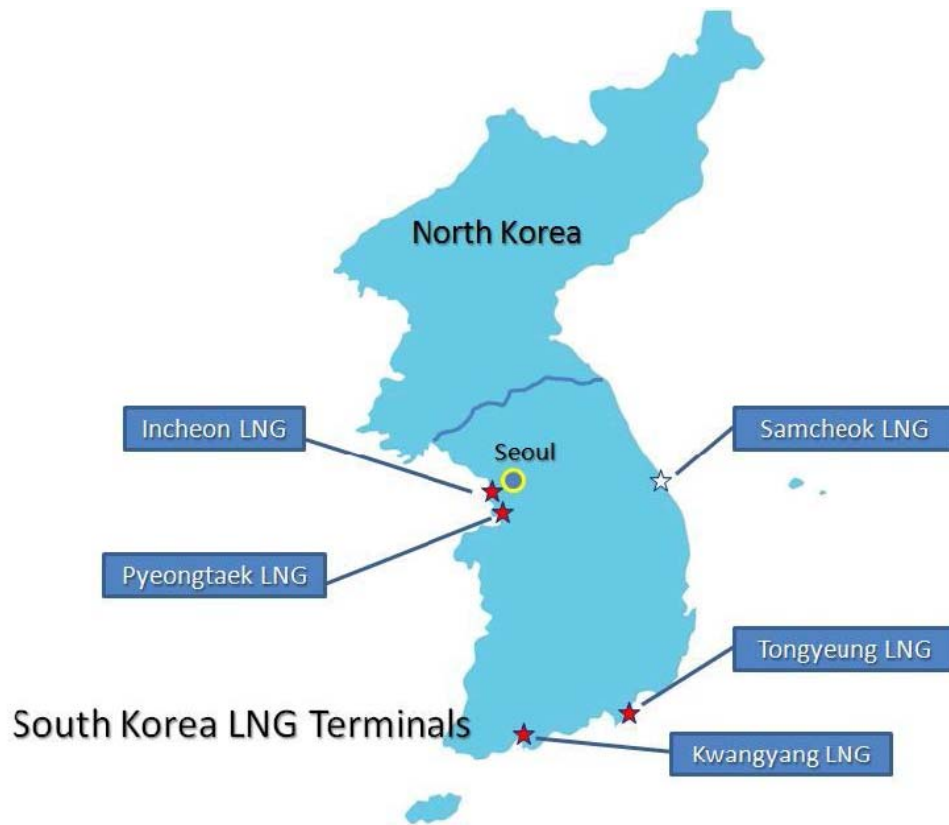 North Korea
Incheon LNG
Samcheok LNG
Seoul
Pyeongtaek LNG
Tongyeung LNG
South Korea LNG Terminals
Kwangyang LNG